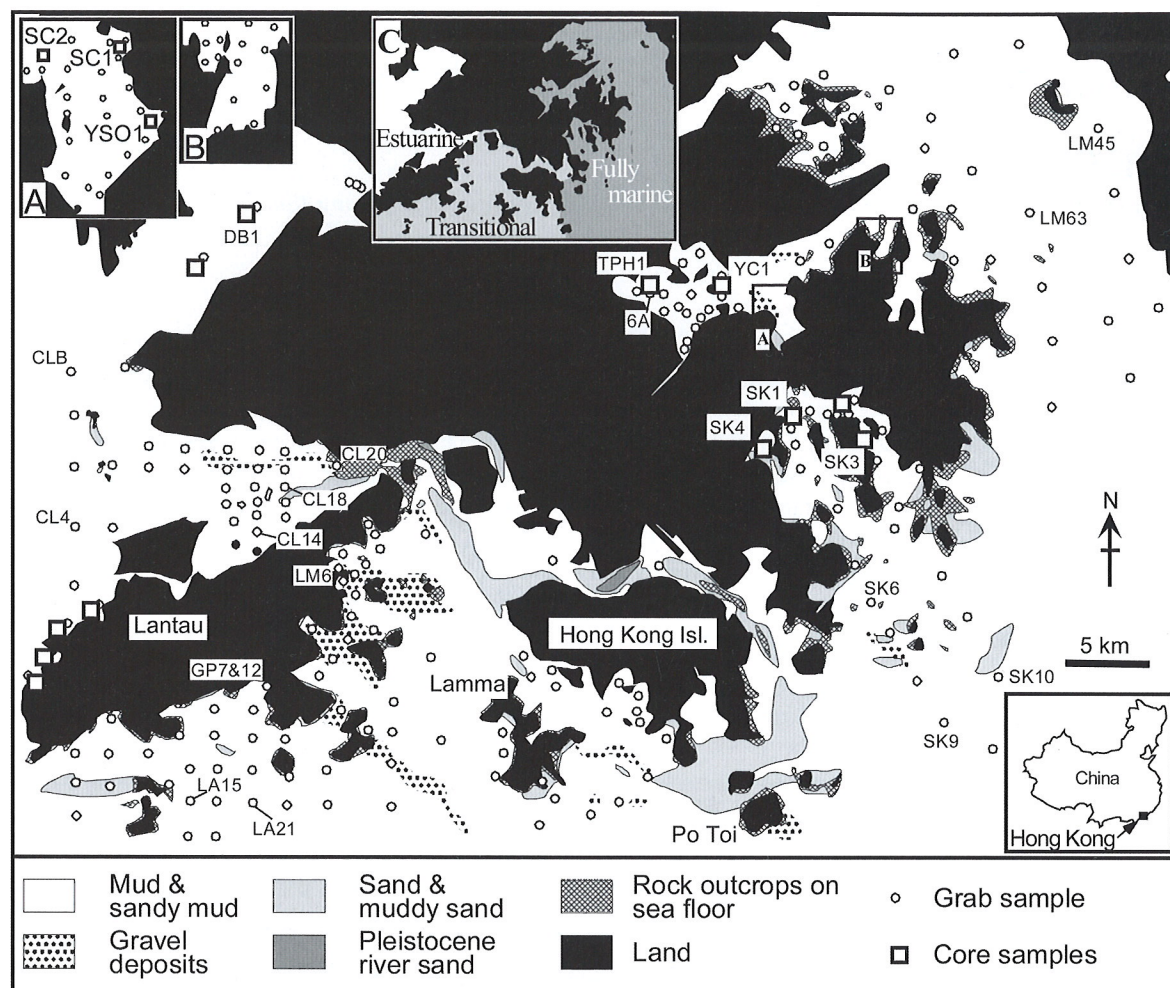 SC2
SC1
YSO1
A
B
C
Estuarine
Fully
marine
Transitional
LM45
LM63
DB1
TPH1
YC1
6A
B
A
CLB
SK1
SK4
SK3
CL20
CL18
CL4
CL14
LM6
N
SK6
Lantau
Hong Kong Isl.
5 km
GP7&12
Lamma
SK10
SK9
LA15
LA21
Po Toi
China
Hong Kong
Mud &
sandy mud
Sand &
muddy sand
Rock outcrops on
sea floor
Grab sample
Gravel
deposits
Pleistocene
river sand
Land
Core samples